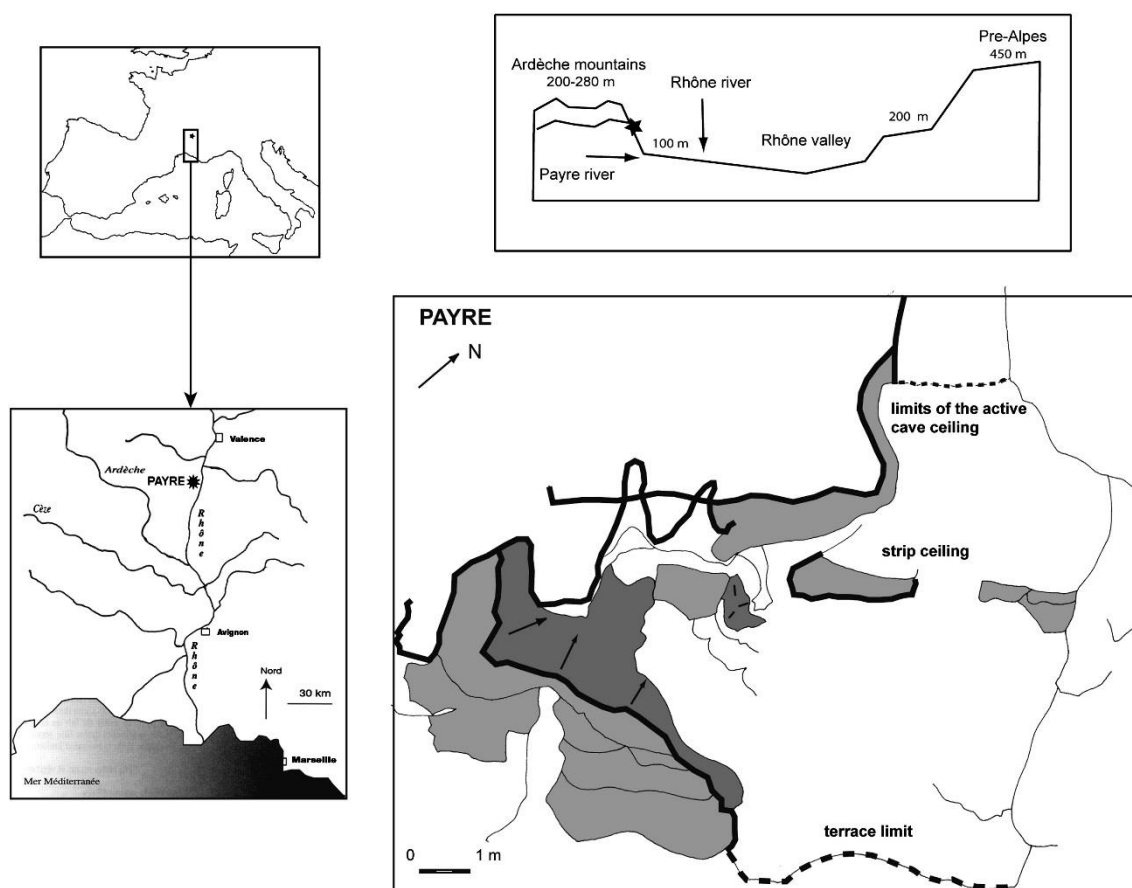 Pre-Alpes
450 m
Ardèche mountains
200-280 m
Rhône river
200 m
100 m
Rhône valley
Payre river
PAYRE
N
limits of the active
cave ceiling
strip ceiling
terrace limit
0 1 m
Valence
Ardèche
PAYRE
Cèze
Rhône
Avignon
Rhône
Nord
30 km
Marseille
Mer Méditerranée